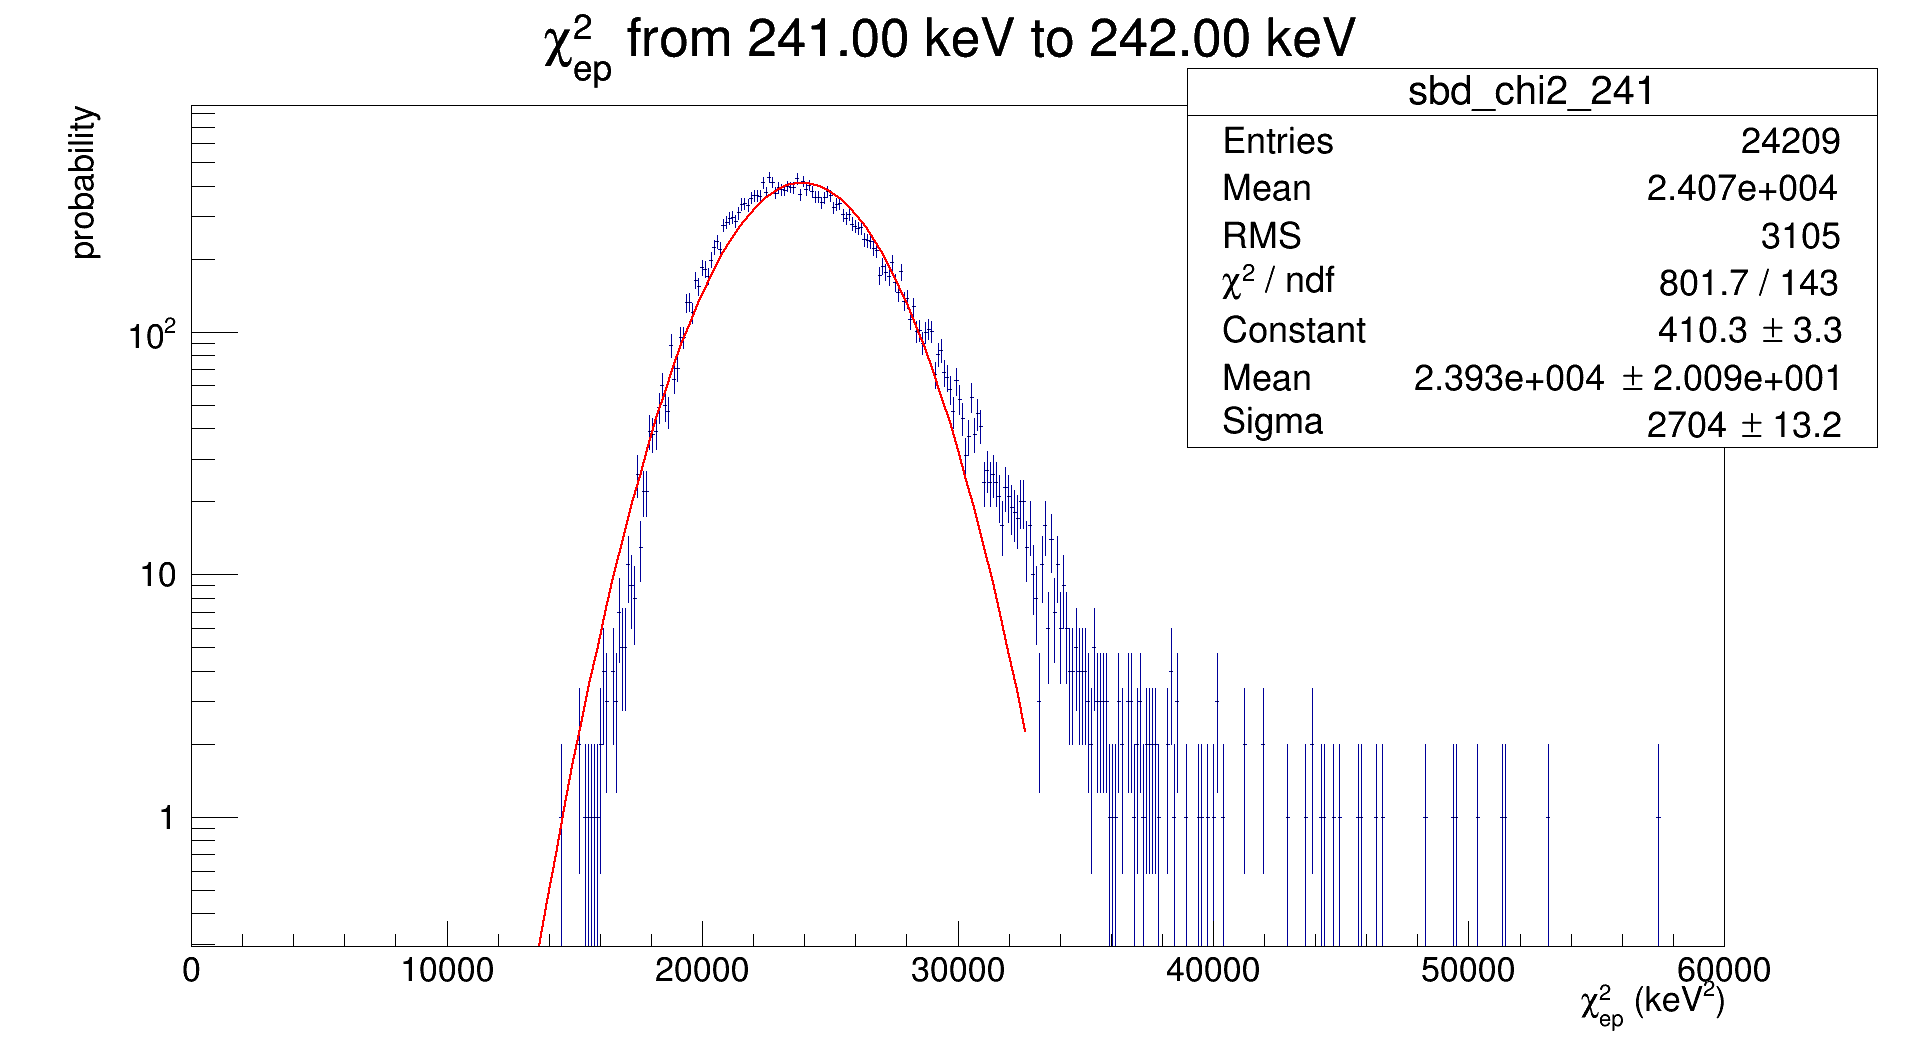 χ²ep from 241.00 keV to 242.00 keV
probability
sbd_chi2_241
Entries 24209
Mean 2.407e+004
RMS 3105
χ² / ndf 801.7 / 143
Constant 410.3 ± 3.3
Mean 2.393e+004 ± 2.009e+001
Sigma 2704 ± 13.2
10²
10
1
0 10000 20000 30000 40000 50000 60000
χ²ep (keV²)